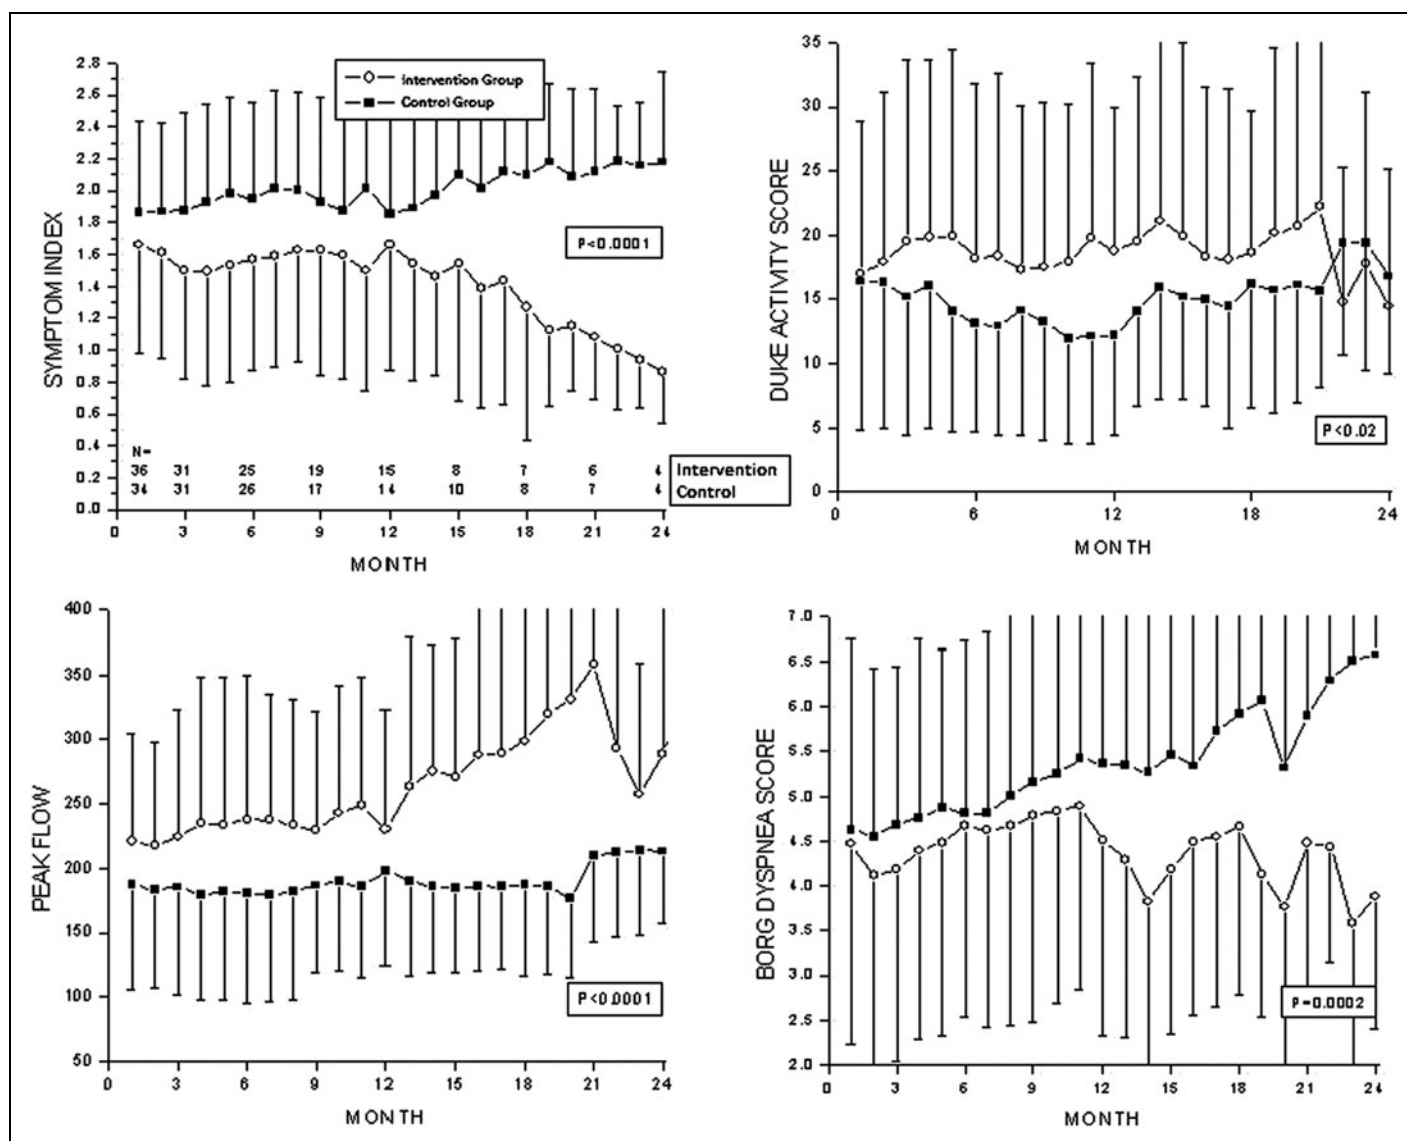 2.8
2.6
2.4
2.2
2.0
1.8
1.6
1.4
1.2
1.0
0.8
0.6
0.4
0.2
0.0
SYMPTOM INDEX
Intervention Group
Control Group
P<0.0001
N=
36 31 25 19 15 8 7 6 4 Intervention
34 31 26 17 14 10 8 7 4 Control
0 3 6 9 12 15 18 21 24
MONTH
35
30
25
20
15
10
5
0
DUKE ACTIVITY SCORE
P<0.02
0 6 12 18 24
MONTH
400
350
300
250
200
150
100
50
PEAK FLOW
P<0.0001
0 3 6 9 12 15 18 21 24
MONTH
7.0
6.5
6.0
5.5
5.0
4.5
4.0
3.5
3.0
2.5
2.0
BORG DYSPNEA SCORE
P=0.0002
0 3 6 9 12 15 18 21 24
MONTH